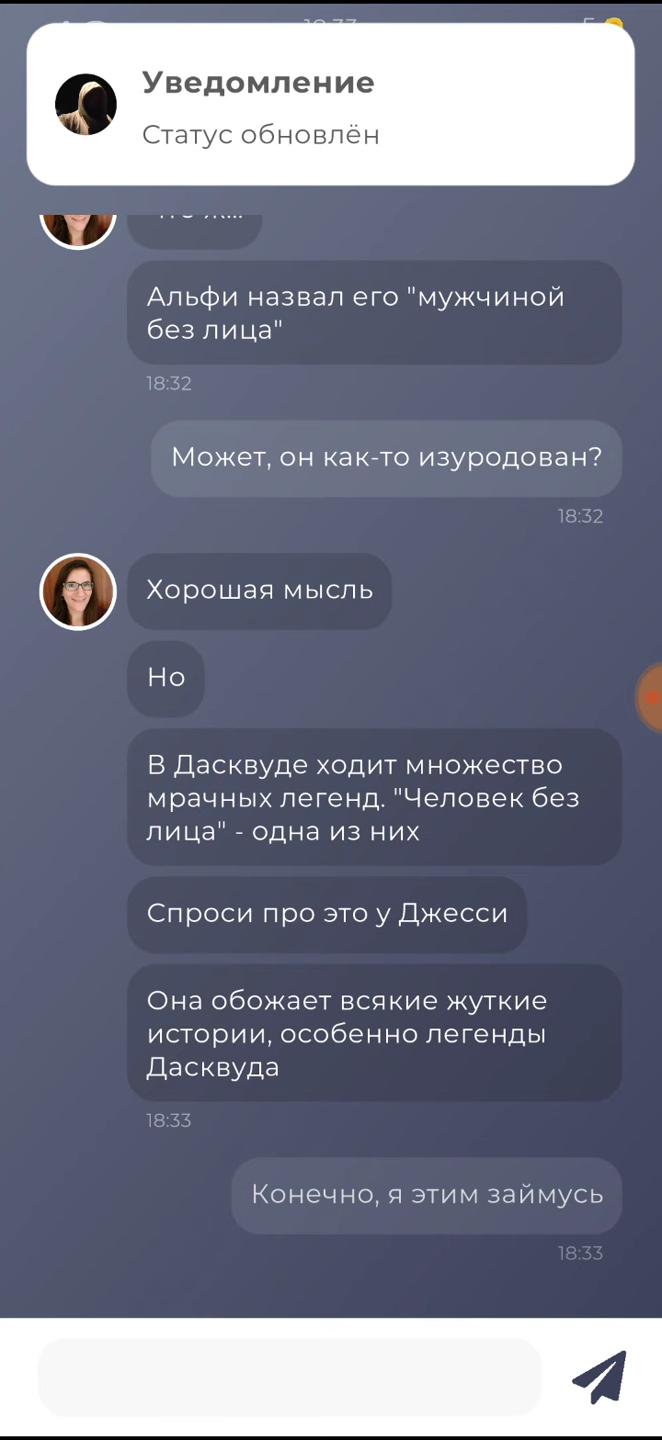 Уведомление
Статус обновлён
Альфи назвал его "мужчиной
без лица"
18:32
Может, он как-то изуродован?
18:32
Хорошая мысль
Но
В Дасквуде ходит множество
мрачных легенд. "Человек без
лица" - одна из них
Спроси про это у Джесси
Она обожает всякие жуткие
истории, особенно легенды
Дасквуда
18:33
Конечно, я этим займусь
18:33